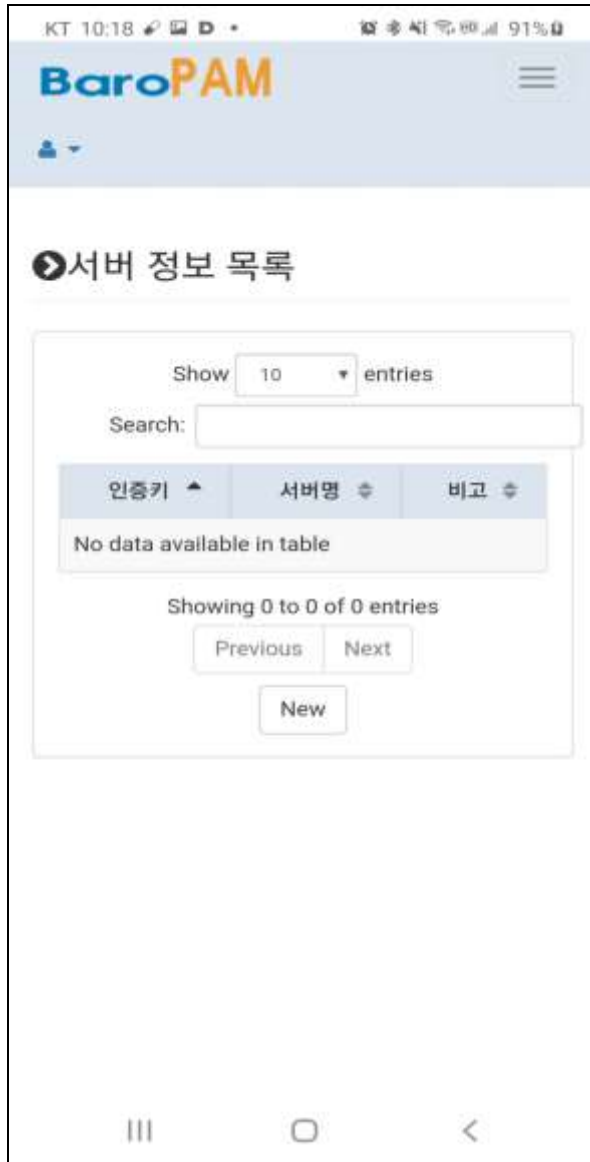 KT 10:18 D • 91%
BaroPAM
서버 정보 목록
Show 10 entries
Search:
인증키 서버명 비고
No data available in table
Showing 0 to 0 of 0 entries
Previous Next
New